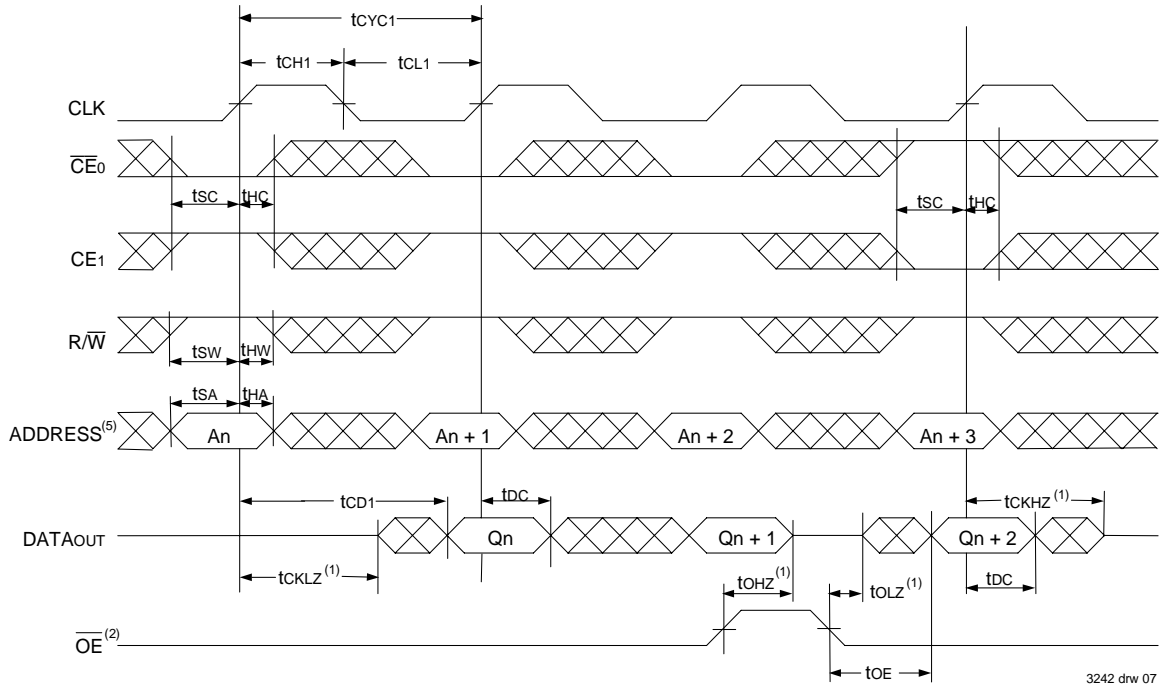 tCYC1
tCH1 tCL1
CLK
CE0
tSC tHC tSC tHC
CE1
R/W
tSW tHW
tSA tHA
ADDRESS(5) An An + 1 An + 2 An + 3
tCD1 tDC tCKHZ(1)
DATAOUT Qn Qn + 1 Qn + 2
tCKLZ(1) tOHZ(1) tOLZ(1) tDC
OE(2)
tOE
3242 drw 07